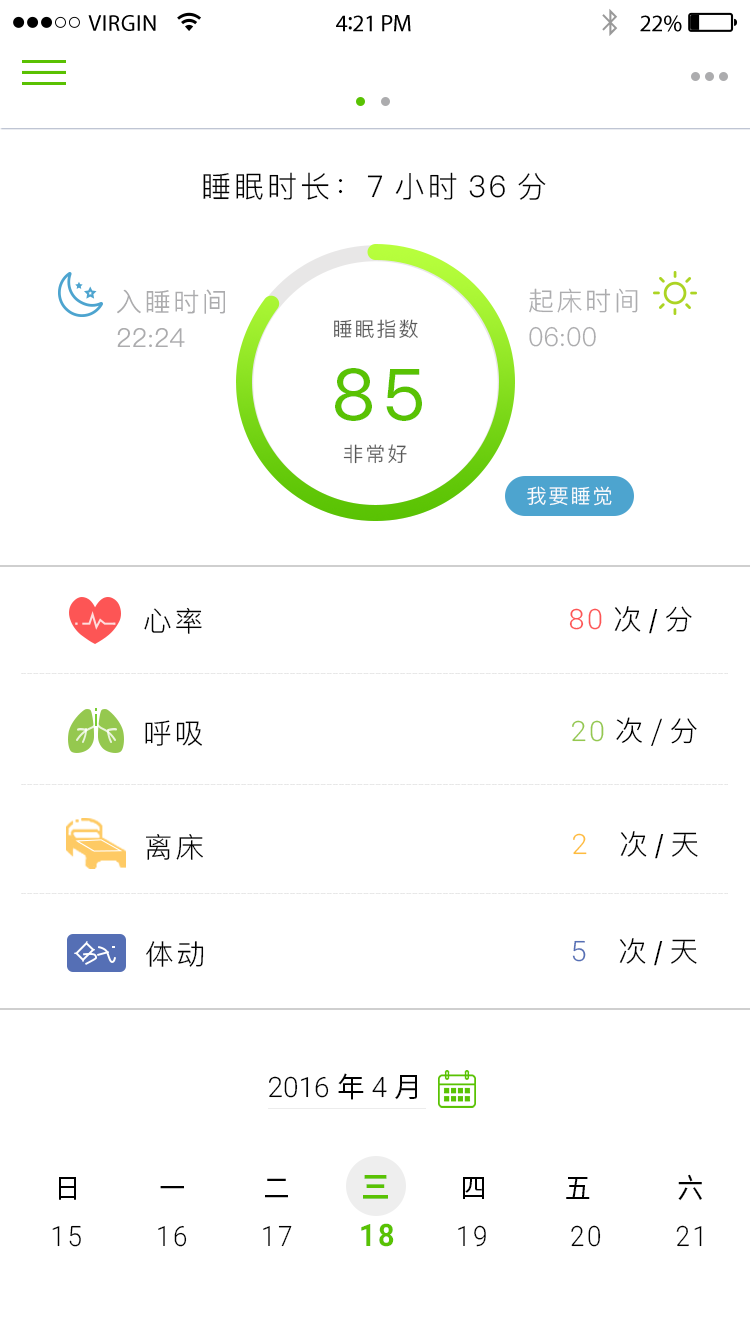 VIRGIN 4:21 PM 22%
睡眠时长：7 小时 36 分
入睡时间
22:24
起床时间
06:00
睡眠指数
85
非常好
我要睡觉
心率 80 次 / 分
呼吸 20 次 / 分
离床 2 次 / 天
体动 5 次 / 天
2016 年 4 月
日 一 二 三 四 五 六
15 16 17 18 19 20 21